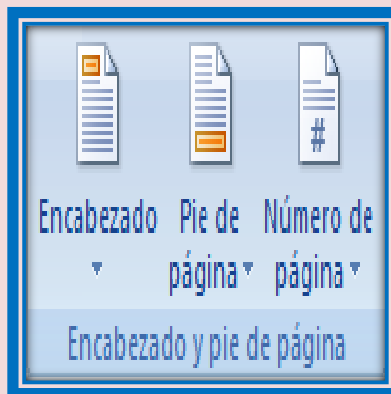 #
Encabezado Pie de Número de
página página
Encabezado y pie de página